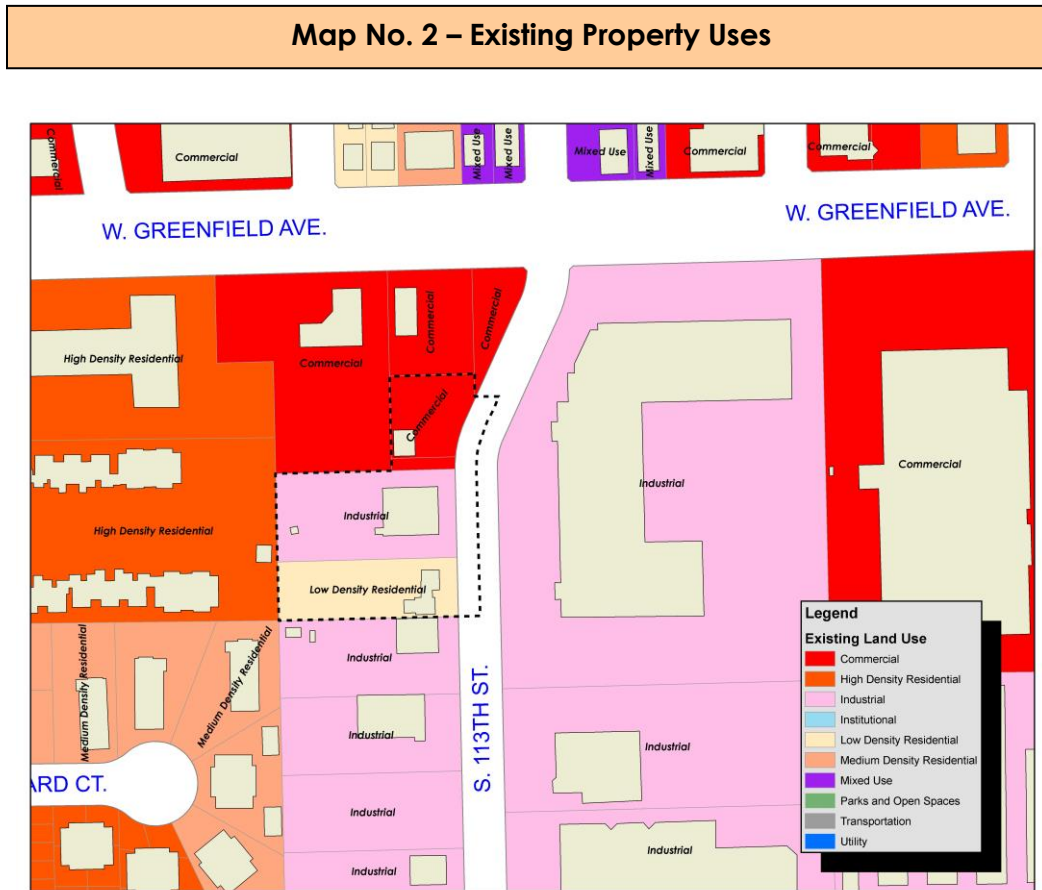 Map No. 2 – Existing Property Uses
Commercial
Commercial
Mixed Use
Mixed Use
Mixed Use
Mixed Use
Commercial
Commercial
W. GREENFIELD AVE.
W. GREENFIELD AVE.
High Density Residential
Commercial
Commercial
Commercial
Commercial
Commercial
Industrial
High Density Residential
Industrial
Low Density Residential
Medium Density Residential
Medium Density Residential
Industrial
Industrial
Industrial
Industrial
Industrial
Industrial
ARD CT.
S. 113TH ST.
Legend
Existing Land Use
Commercial
High Density Residential
Industrial
Institutional
Low Density Residential
Medium Density Residential
Mixed Use
Parks and Open Spaces
Transportation
Utility